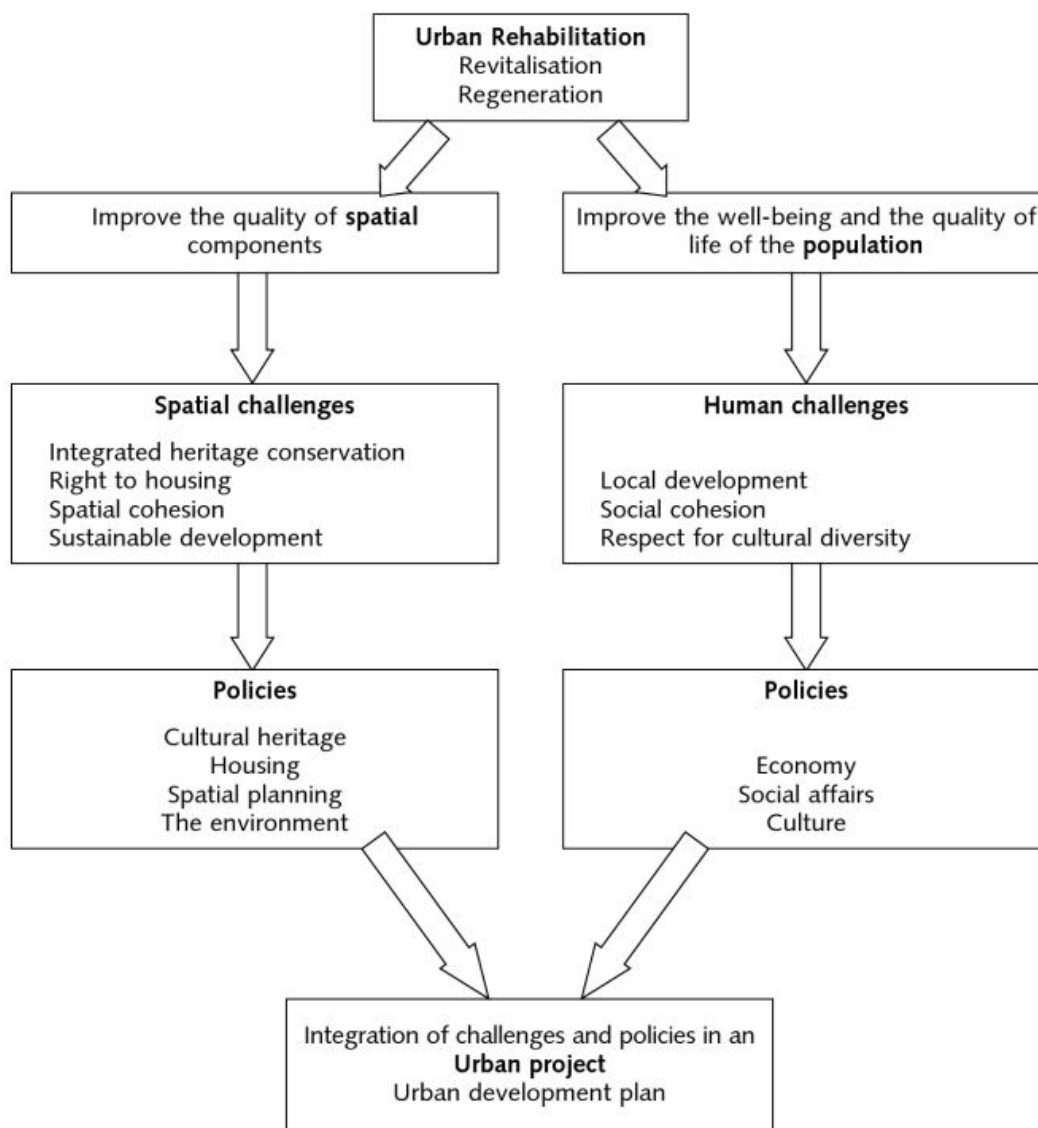 Urban Rehabilitation
Revitalisation
Regeneration
Improve the quality of spatial
components
Improve the well-being and the quality of
life of the population
Spatial challenges
Integrated heritage conservation
Right to housing
Spatial cohesion
Sustainable development
Human challenges
Local development
Social cohesion
Respect for cultural diversity
Policies
Cultural heritage
Housing
Spatial planning
The environment
Policies
Economy
Social affairs
Culture
Integration of challenges and policies in an
Urban project
Urban development plan